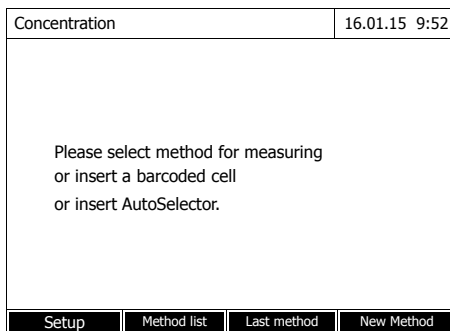 Concentration 16.01.15 9:52
Please select method for measuring
or insert a barcoded cell
or insert AutoSelector.
Setup Method list Last method New Method